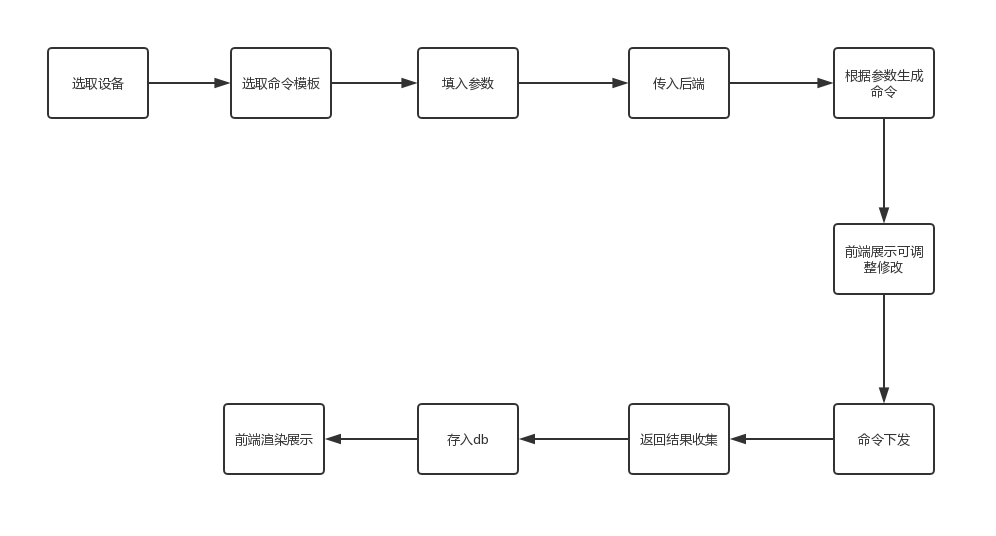 选取设备
选取命令模板
填入参数
传入后端
根据参数生成
命令
前端展示可调
整修改
命令下发
返回结果收集
存入db
前端渲染展示